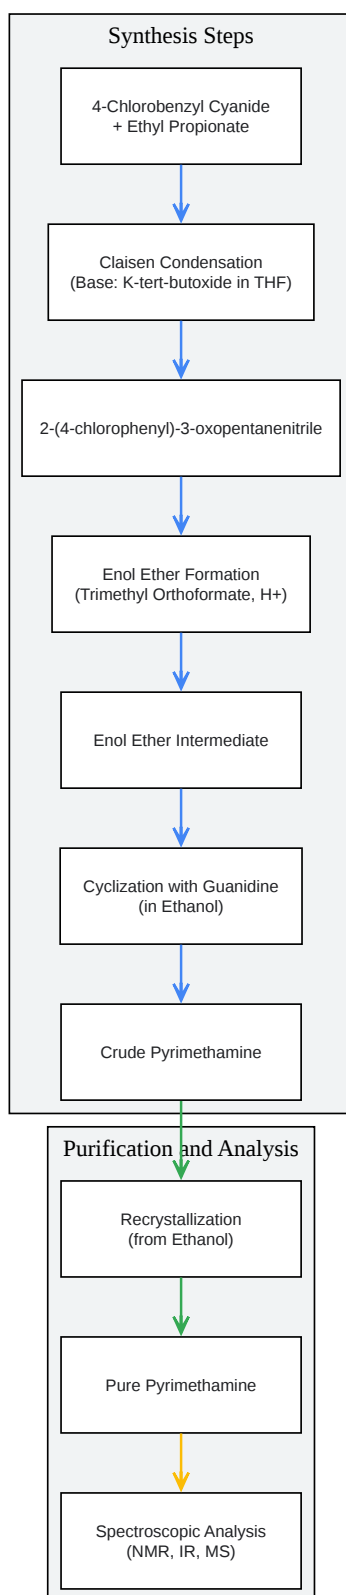 Synthesis Steps
4-Chlorobenzyl Cyanide
+ Ethyl Propionate
Claisen Condensation
(Base: K-tert-butoxide in THF)
2-(4-chlorophenyl)-3-oxopentanenitrile
Enol Ether Formation
(Trimethyl Orthoformate, H+)
Enol Ether Intermediate
Cyclization with Guanidine
(in Ethanol)
Crude Pyrimethamine
Purification and Analysis
Recrystallization
(from Ethanol)
Pure Pyrimethamine
Spectroscopic Analysis
(NMR, IR, MS)